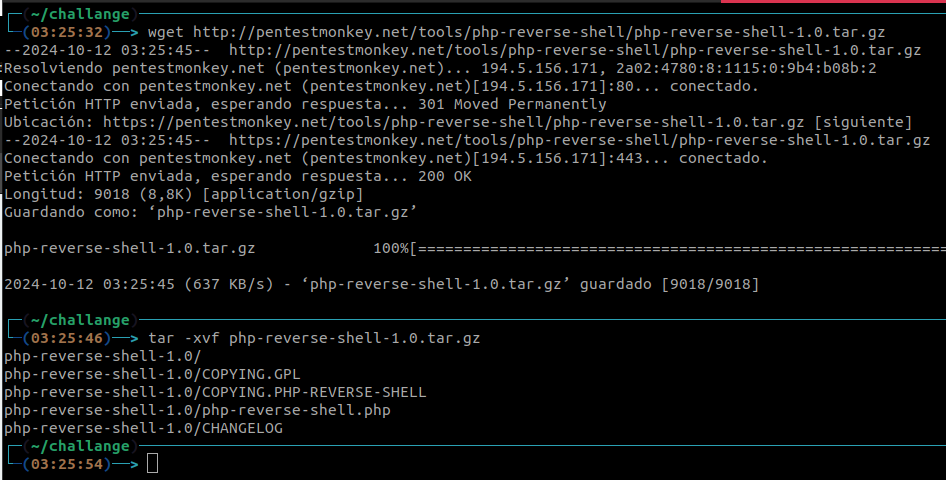 (~/challange)
(03:25:32)──> wget http://pentestmonkey.net/tools/php-reverse-shell/php-reverse-shell-1.0.tar.gz
--2024-10-12 03:25:45--  http://pentestmonkey.net/tools/php-reverse-shell/php-reverse-shell-1.0.tar.gz
Resolviendo pentestmonkey.net (pentestmonkey.net)... 194.5.156.171, 2a02:4780:8:1115:0:9b4:b08b:2
Conectando con pentestmonkey.net (pentestmonkey.net)[194.5.156.171]:80... conectado.
Petición HTTP enviada, esperando respuesta... 301 Moved Permanently
Ubicación: https://pentestmonkey.net/tools/php-reverse-shell/php-reverse-shell-1.0.tar.gz [siguiente]
--2024-10-12 03:25:45--  https://pentestmonkey.net/tools/php-reverse-shell/php-reverse-shell-1.0.tar.gz
Conectando con pentestmonkey.net (pentestmonkey.net)[194.5.156.171]:443... conectado.
Petición HTTP enviada, esperando respuesta... 200 OK
Longitud: 9018 (8,8K) [application/gzip]
Guardando como: ‘php-reverse-shell-1.0.tar.gz’
php-reverse-shell-1.0.tar.gz             100%[===========================================================
2024-10-12 03:25:45 (637 KB/s) - ‘php-reverse-shell-1.0.tar.gz’ guardado [9018/9018]
(~/challange)
(03:25:46)──> tar -xvf php-reverse-shell-1.0.tar.gz
php-reverse-shell-1.0/
php-reverse-shell-1.0/COPYING.GPL
php-reverse-shell-1.0/COPYING.PHP-REVERSE-SHELL
php-reverse-shell-1.0/php-reverse-shell.php
php-reverse-shell-1.0/CHANGELOG
(~/challange)
(03:25:54)──>